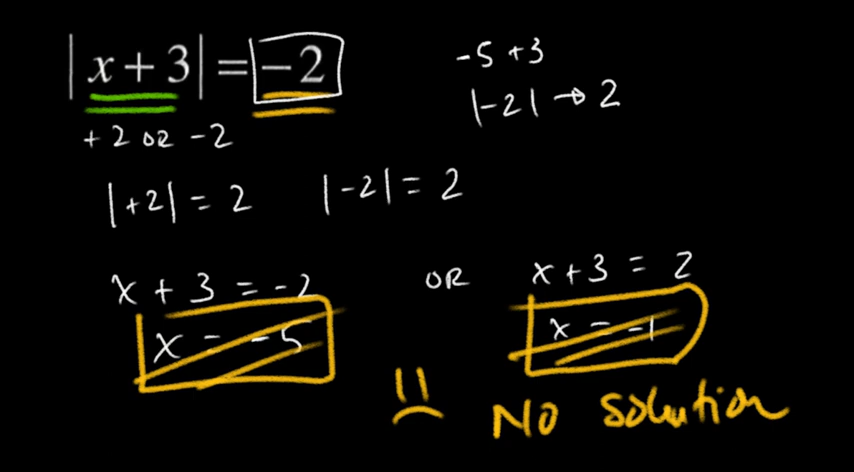 |x + 3| = -2
-5 + 3
|-2| → 2
+2 OR -2
|+2| = 2 |-2| = 2
x + 3 = -2 OR x + 3 = 2
x = -5 x = -1
No solution